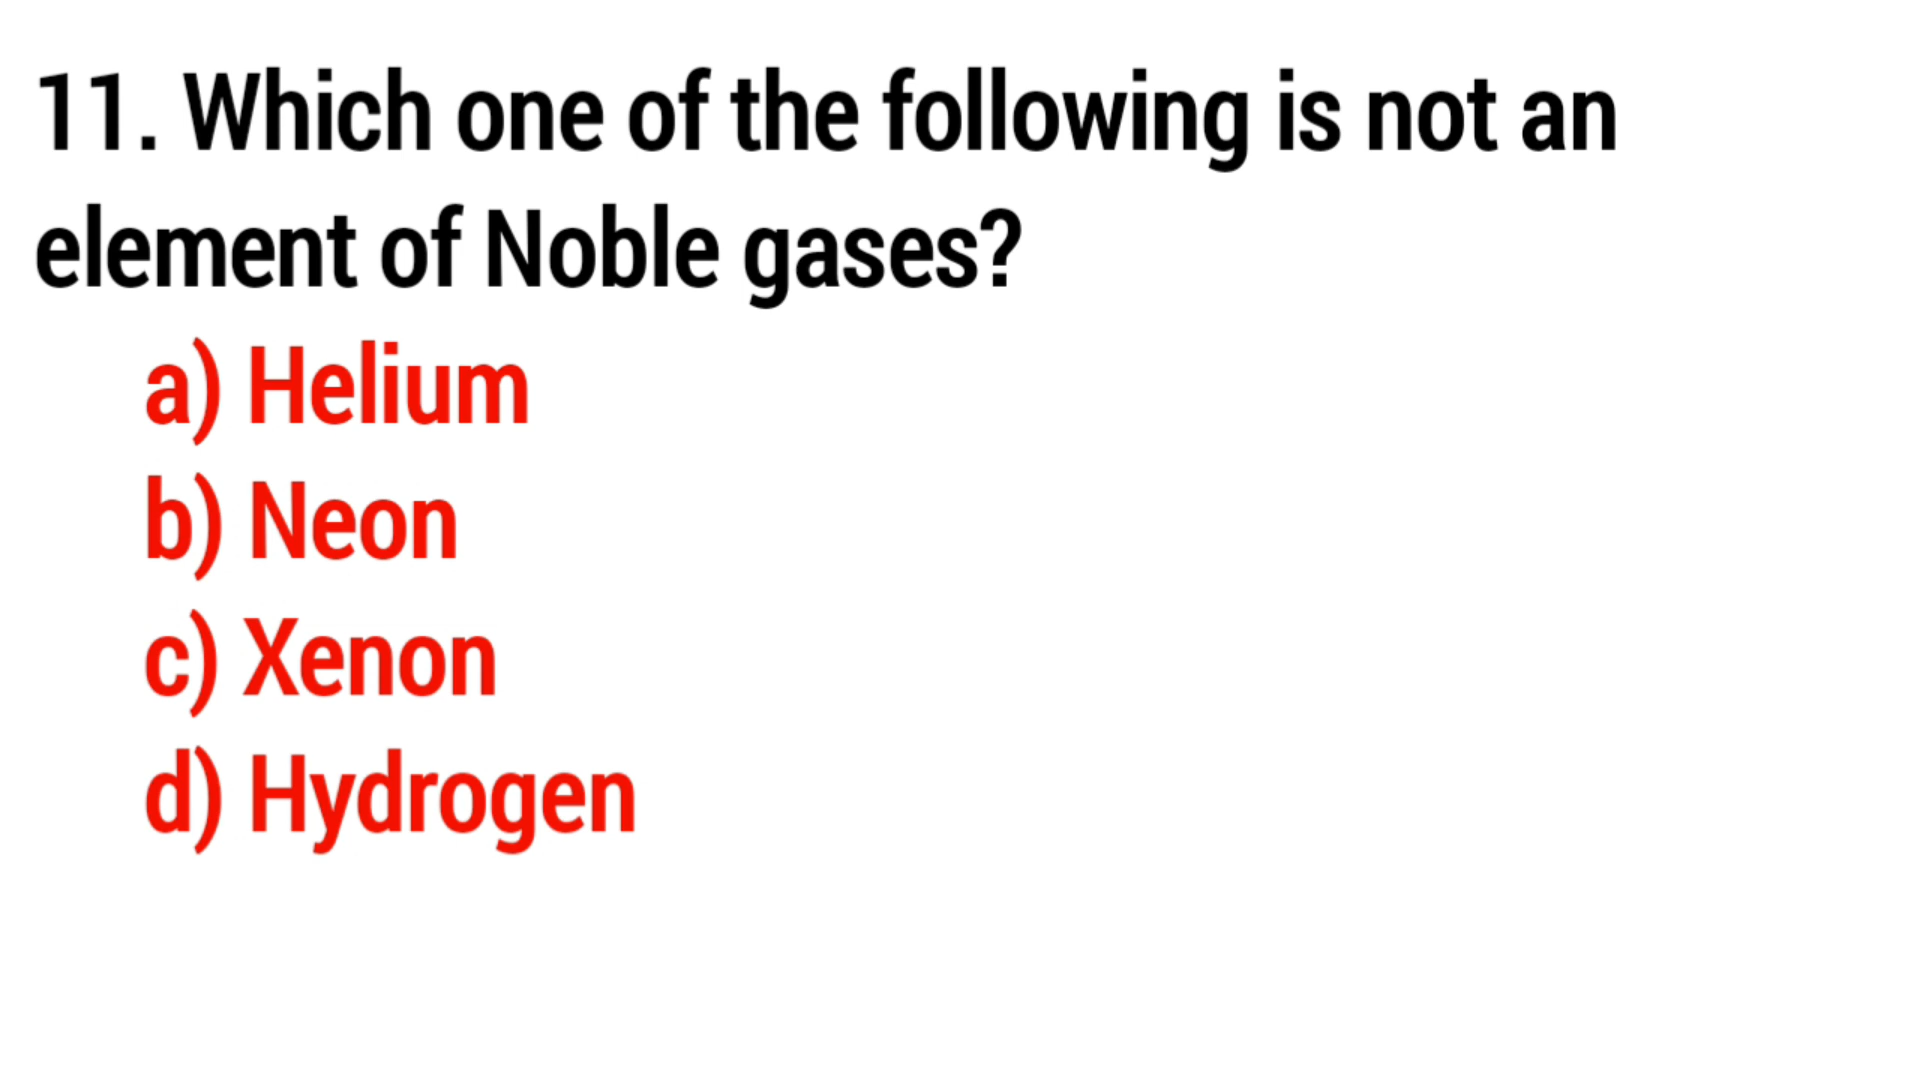 11. Which one of the following is not an
element of Noble gases?
a) Helium
b) Neon
c) Xenon
d) Hydrogen